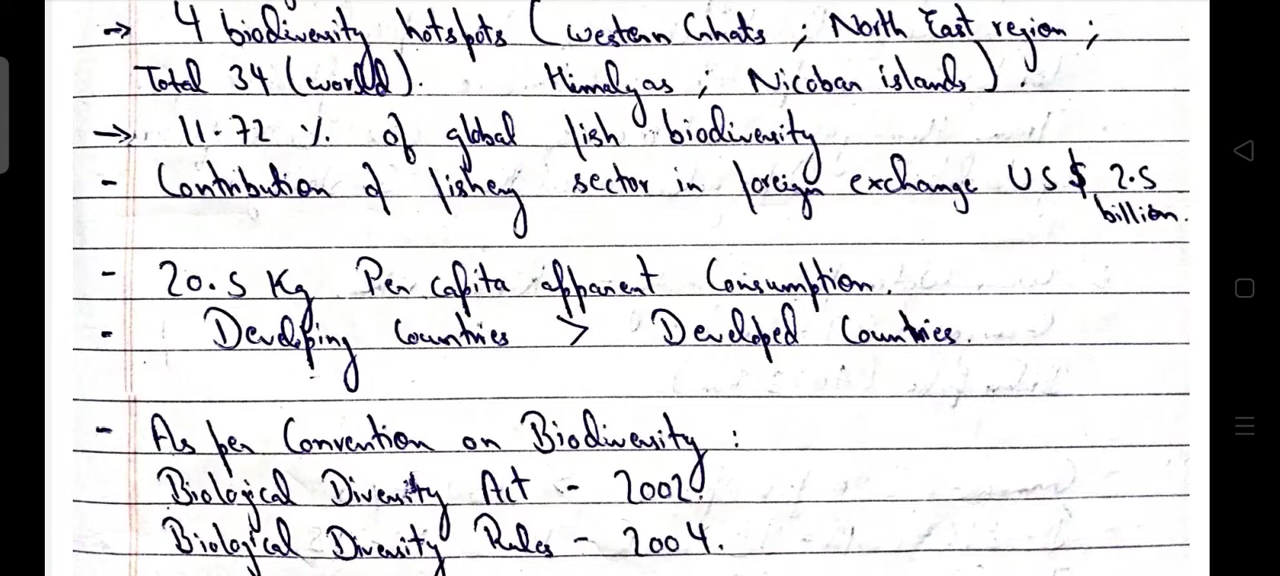 → 4 biodiversity hotspots (Western Ghats ; North East region ;
Total 34 (world). Himalyas ; Nicobar islands).
→ 11.72 % of global fish biodiversity
- Contribution of fishery sector in foreign exchange US $ 2.5
billion.
- 20.5 Kg Per capita apparent Consumption.
- Developing Countries > Developed Countries.
- As per Convention on Biodiversity :
Biological Diversity Act - 2002.
Biological Diversity Rules - 2004.